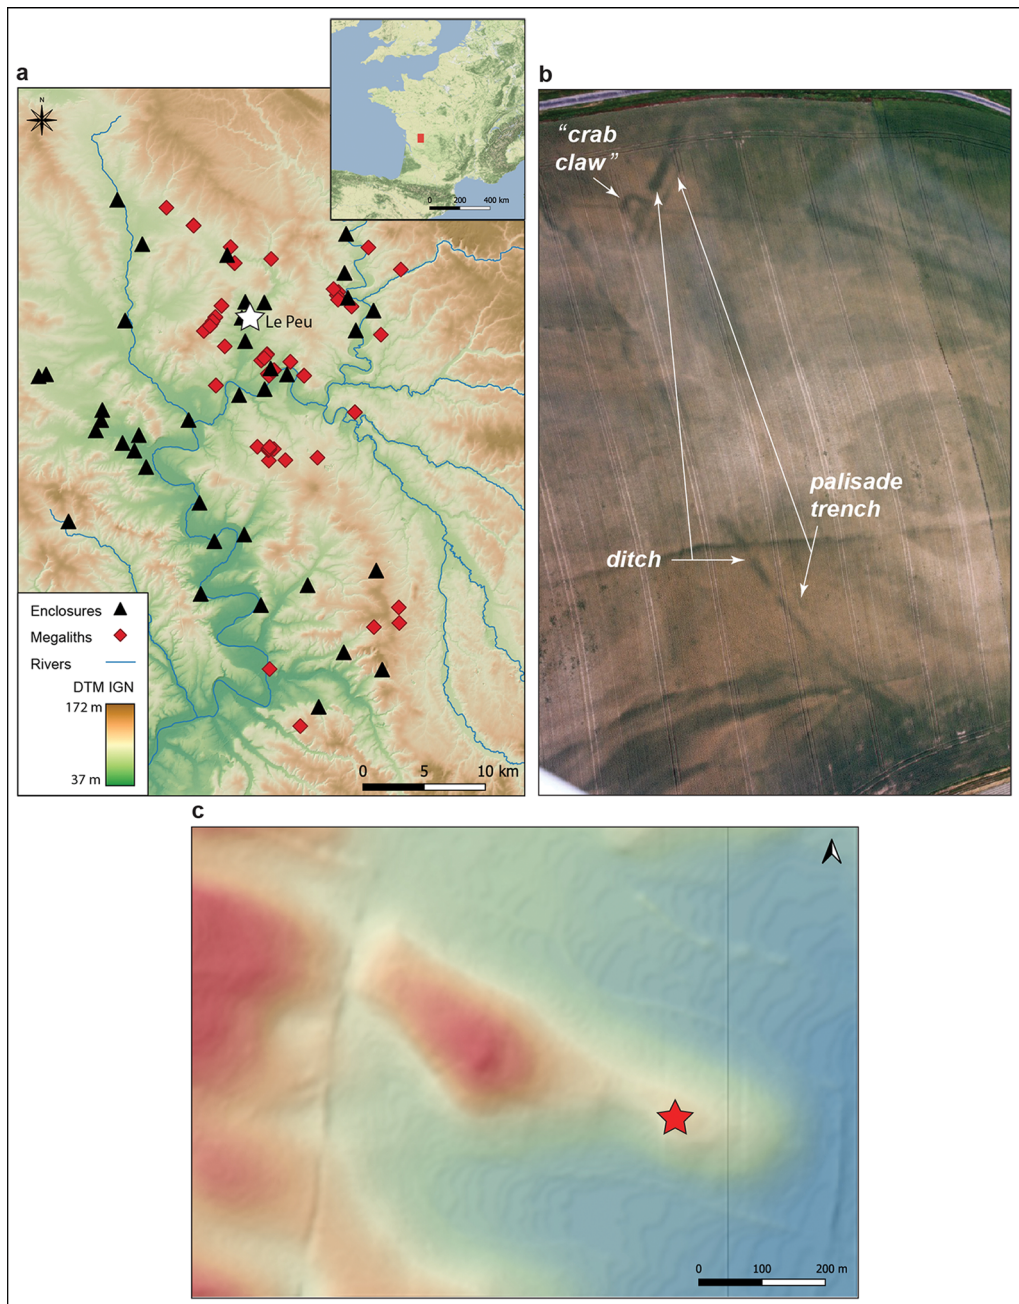 a
N
0 200 400 km
Le Peu
Enclosures
Megaliths
Rivers
DTM IGN
172 m
37 m
0 5 10 km
b
“crab
claw”
palisade
trench
ditch
c
0 100 200 m